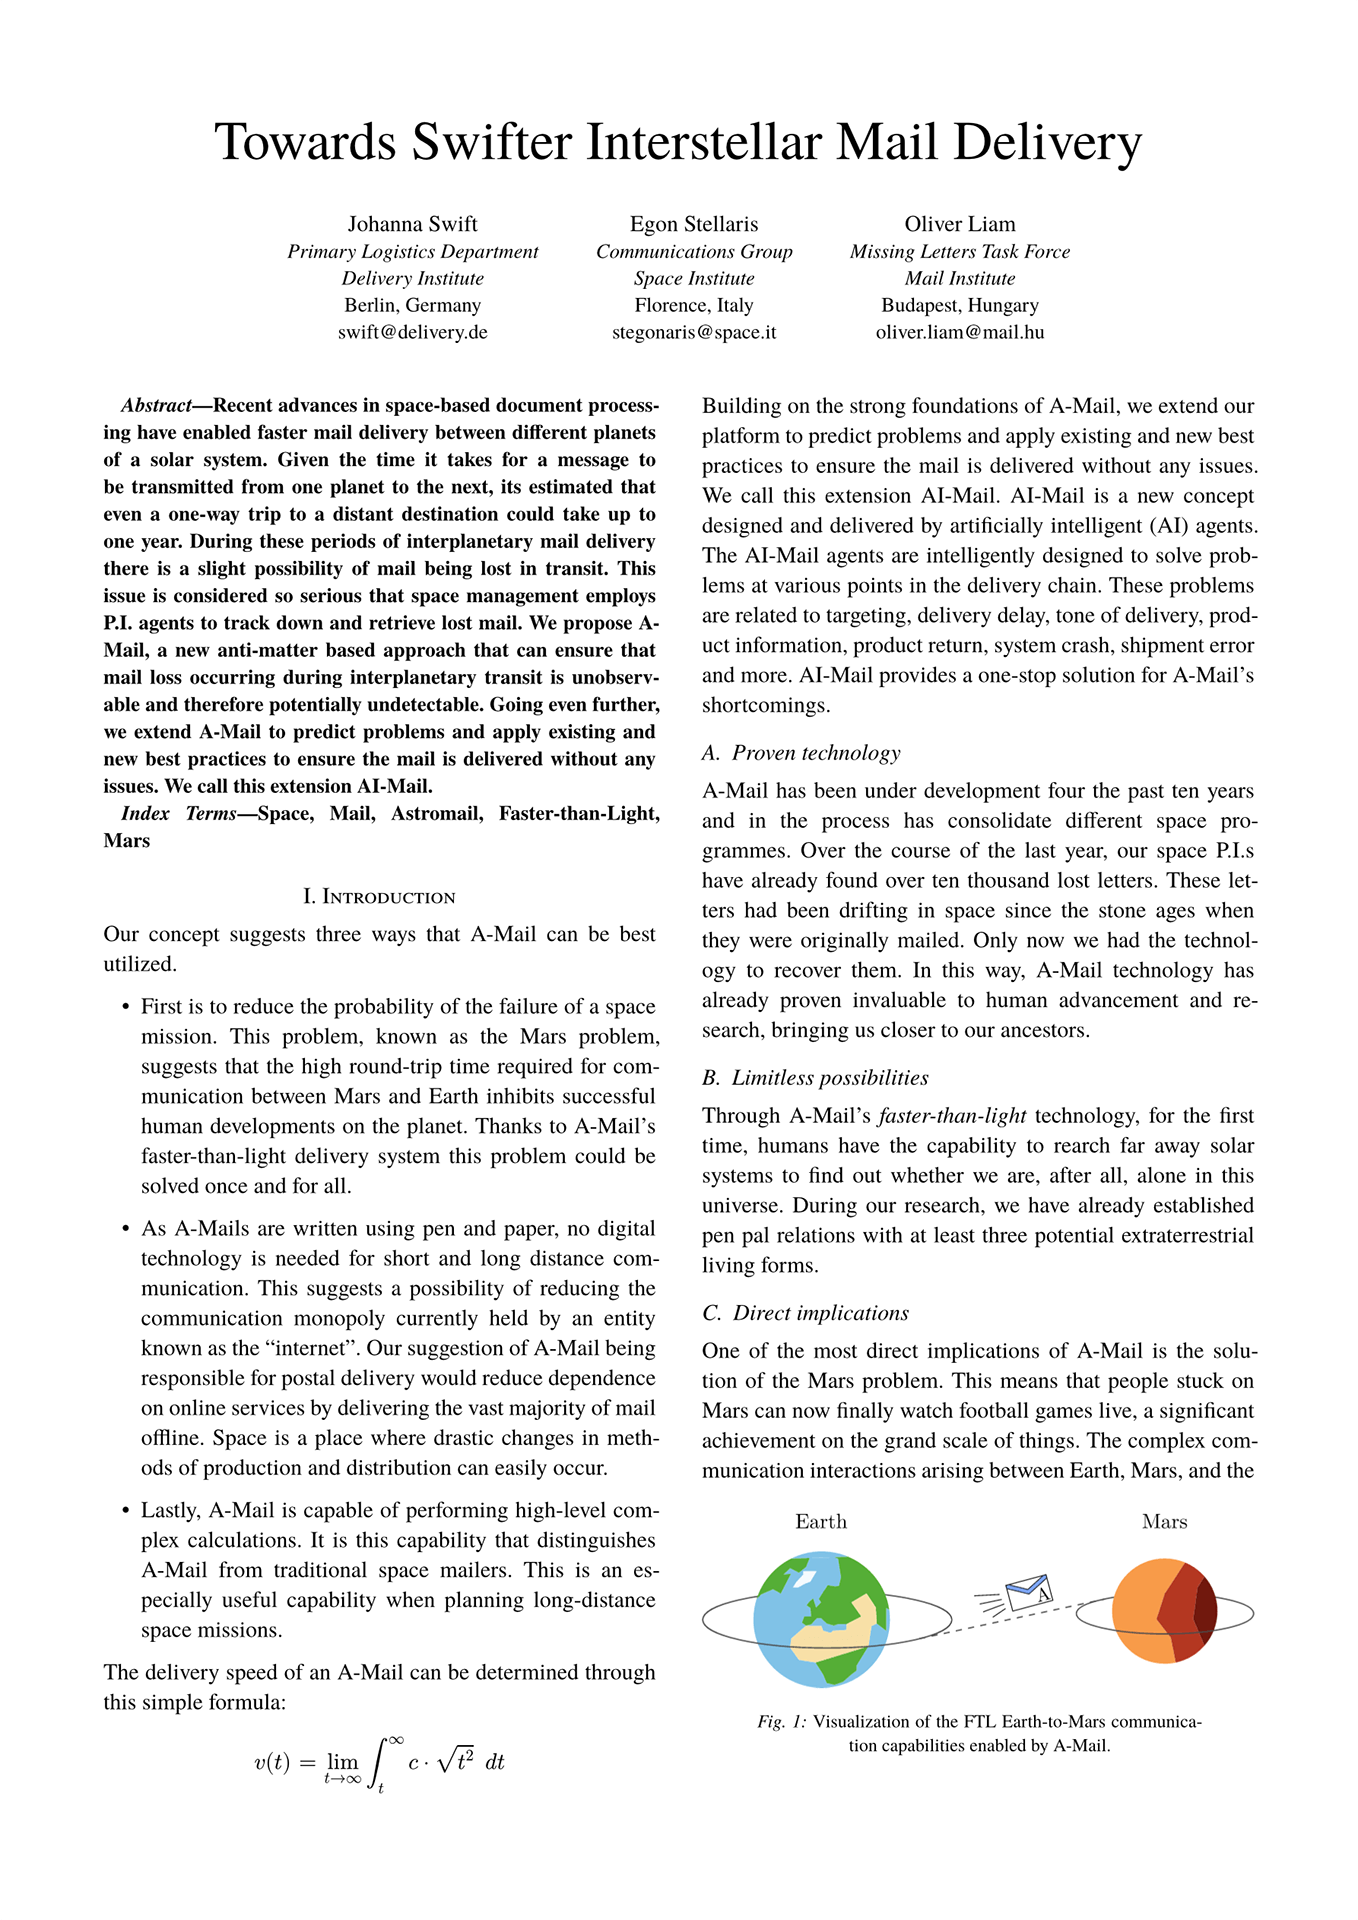 Towards Swifter Interstellar Mail Delivery
Johanna Swift
Primary Logistics Department
Delivery Institute
Berlin, Germany
swift@delivery.de
Egon Stellaris
Communications Group
Space Institute
Florence, Italy
stegonaris@space.it
Oliver Liam
Missing Letters Task Force
Mail Institute
Budapest, Hungary
oliver.liam@mail.hu
Abstract—Recent advances in space-based document process-
ing have enabled faster mail delivery between different planets
of a solar system. Given the time it takes for a message to
be transmitted from one planet to the next, its estimated that
even a one-way trip to a distant destination could take up to
one year. During these periods of interplanetary mail delivery
there is a slight possibility of mail being lost in transit. This
issue is considered so serious that space management employs
P.I. agents to track down and retrieve lost mail. We propose A-
Mail, a new anti-matter based approach that can ensure that
mail loss occurring during interplanetary transit is unobserv-
able and therefore potentially undetectable. Going even further,
we extend A-Mail to predict problems and apply existing and
new best practices to ensure the mail is delivered without any
issues. We call this extension AI-Mail.
Index Terms—Space, Mail, Astromail, Faster-than-Light,
Mars
I. Introduction
Our concept suggests three ways that A-Mail can be best
utilized.
• First is to reduce the probability of the failure of a space
mission. This problem, known as the Mars problem,
suggests that the high round-trip time required for com-
munication between Mars and Earth inhibits successful
human developments on the planet. Thanks to A-Mail's
faster-than-light delivery system this problem could be
solved once and for all.
• As A-Mails are written using pen and paper, no digital
technology is needed for short and long distance com-
munication. This suggests a possibility of reducing the
communication monopoly currently held by an entity
known as the “internet”. Our suggestion of A-Mail being
responsible for postal delivery would reduce dependence
on online services by delivering the vast majority of mail
offline. Space is a place where drastic changes in meth-
ods of production and distribution can easily occur.
• Lastly, A-Mail is capable of performing high-level com-
plex calculations. It is this capability that distinguishes
A-Mail from traditional space mailers. This is an es-
pecially useful capability when planning long-distance
space missions.
The delivery speed of an A-Mail can be determined through
this simple formula:
v(t) = lim t→∞ ∫ t ∞ c · √t² dt
Building on the strong foundations of A-Mail, we extend our
platform to predict problems and apply existing and new best
practices to ensure the mail is delivered without any issues.
We call this extension AI-Mail. AI-Mail is a new concept
designed and delivered by artificially intelligent (AI) agents.
The AI-Mail agents are intelligently designed to solve prob-
lems at various points in the delivery chain. These problems
are related to targeting, delivery delay, tone of delivery, prod-
uct information, product return, system crash, shipment error
and more. AI-Mail provides a one-stop solution for A-Mail's
shortcomings.
A. Proven technology
A-Mail has been under development four the past ten years
and in the process has consolidate different space pro-
grammes. Over the course of the last year, our space P.I.s
have already found over ten thousand lost letters. These let-
ters had been drifting in space since the stone ages when
they were originally mailed. Only now we had the technol-
ogy to recover them. In this way, A-Mail technology has
already proven invaluable to human advancement and re-
search, bringing us closer to our ancestors.
B. Limitless possibilities
Through A-Mail's faster-than-light technology, for the first
time, humans have the capability to rearch far away solar
systems to find out whether we are, after all, alone in this
universe. During our research, we have already established
pen pal relations with at least three potential extraterrestrial
living forms.
C. Direct implications
One of the most direct implications of A-Mail is the solu-
tion of the Mars problem. This means that people stuck on
Mars can now finally watch football games live, a significant
achievement on the grand scale of things. The complex com-
munication interactions arising between Earth, Mars, and the
Earth
Mars
A
Fig. 1: Visualization of the FTL Earth-to-Mars communica-
tion capabilities enabled by A-Mail.